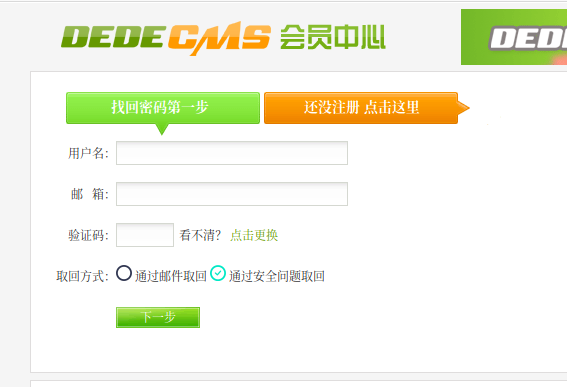 DEDECMS 会员中心
DEDE
找回密码第一步 还没注册 点击这里
用户名：
邮 箱：
验证码： 看不清？ 点击更换
取回方式： 通过邮件取回 通过安全问题取回
下一步